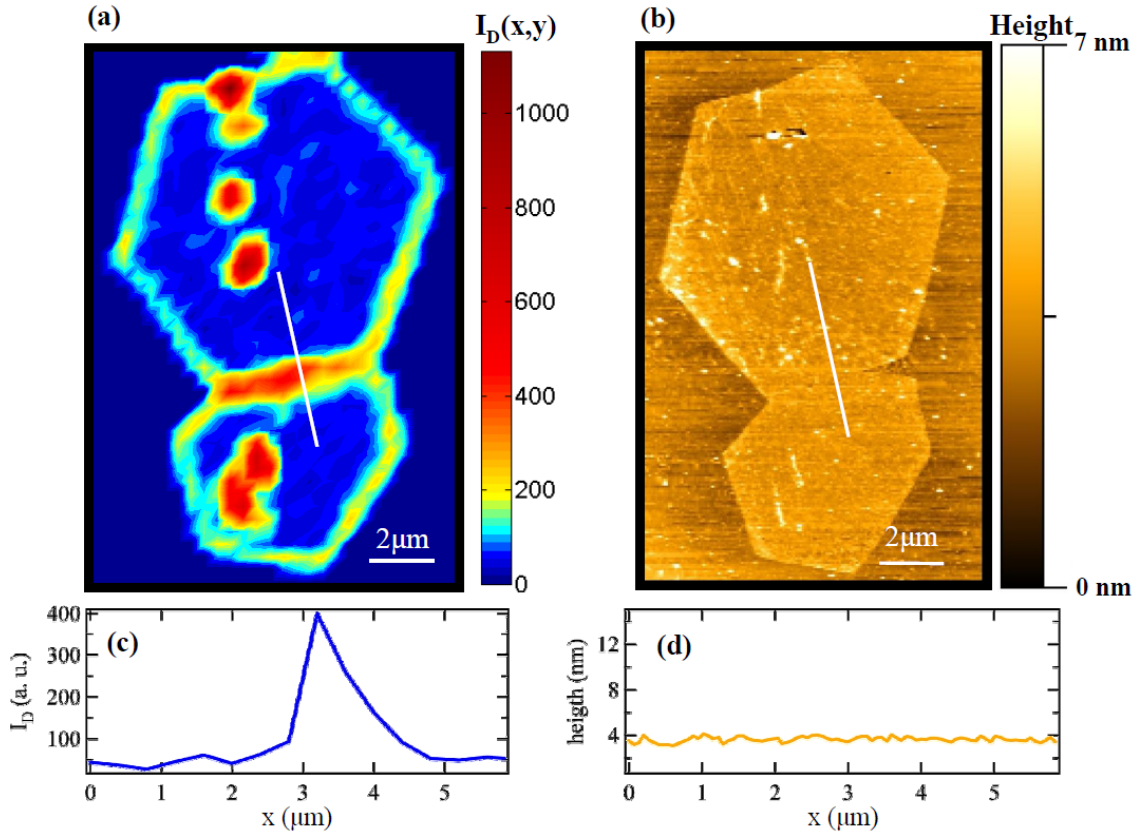 (a)
I_D(x,y)
1000
800
600
400
200
0
2μm
(b)
Height
7 nm
0 nm
2μm
(c)
I_D (a. u.)
400
300
200
100
0
1
2
3
4
5
x (μm)
(d)
heigth (nm)
12
8
4
0
1
2
3
4
5
x (μm)